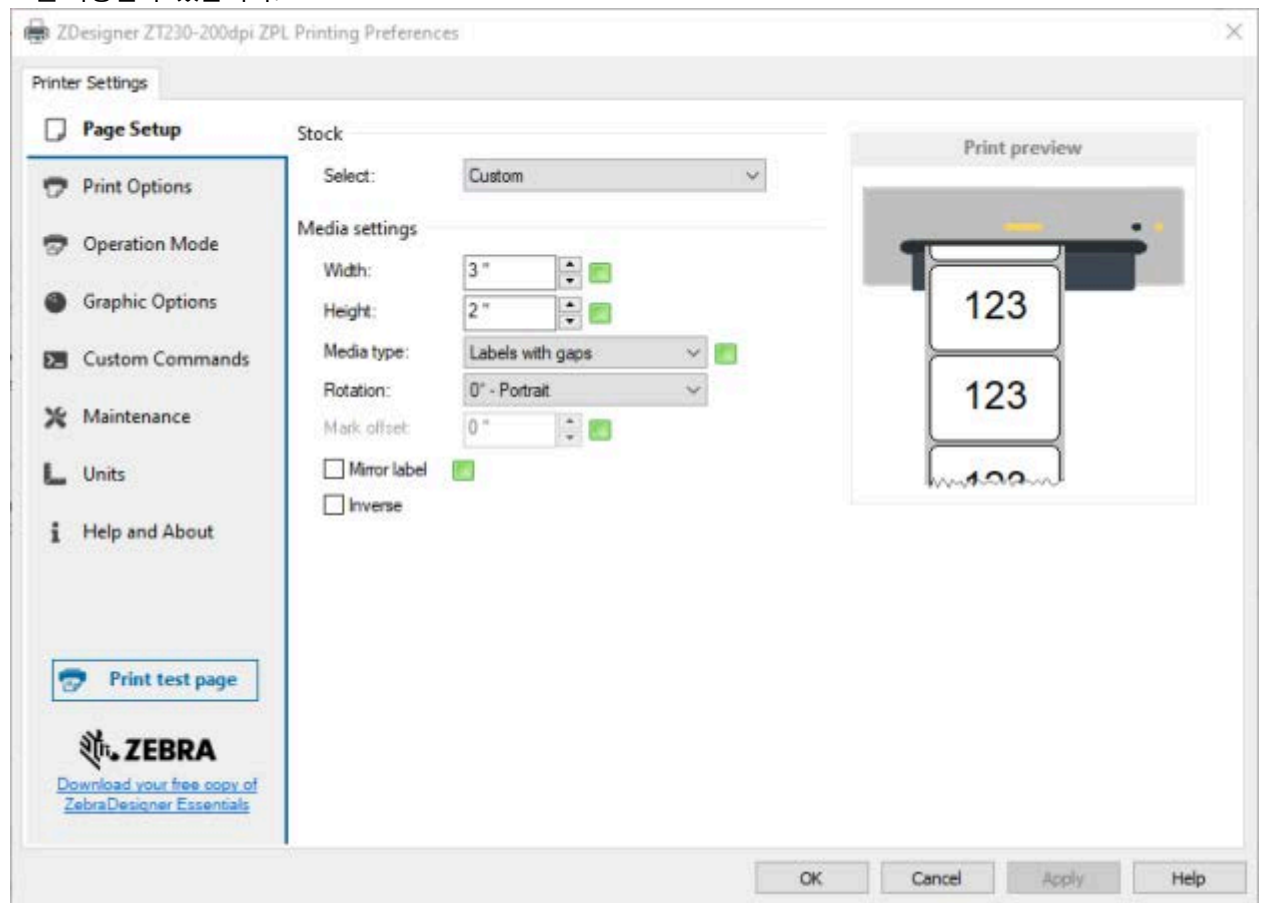 ZDesigner ZT230-200dpi ZPL Printing Preferences
Printer Settings
Page Setup
Print Options
Operation Mode
Graphic Options
Custom Commands
Maintenance
Units
Help and About
Print test page
ZEBRA
Download your free copy of
ZebraDesigner Essentials
Stock
Select: Custom
Media settings
Width: 3 "
Height: 2 "
Media type: Labels with gaps
Rotation: 0° - Portrait
Mark offset: 0 "
Mirror label
Inverse
Print preview
123
123
OK Cancel Apply Help